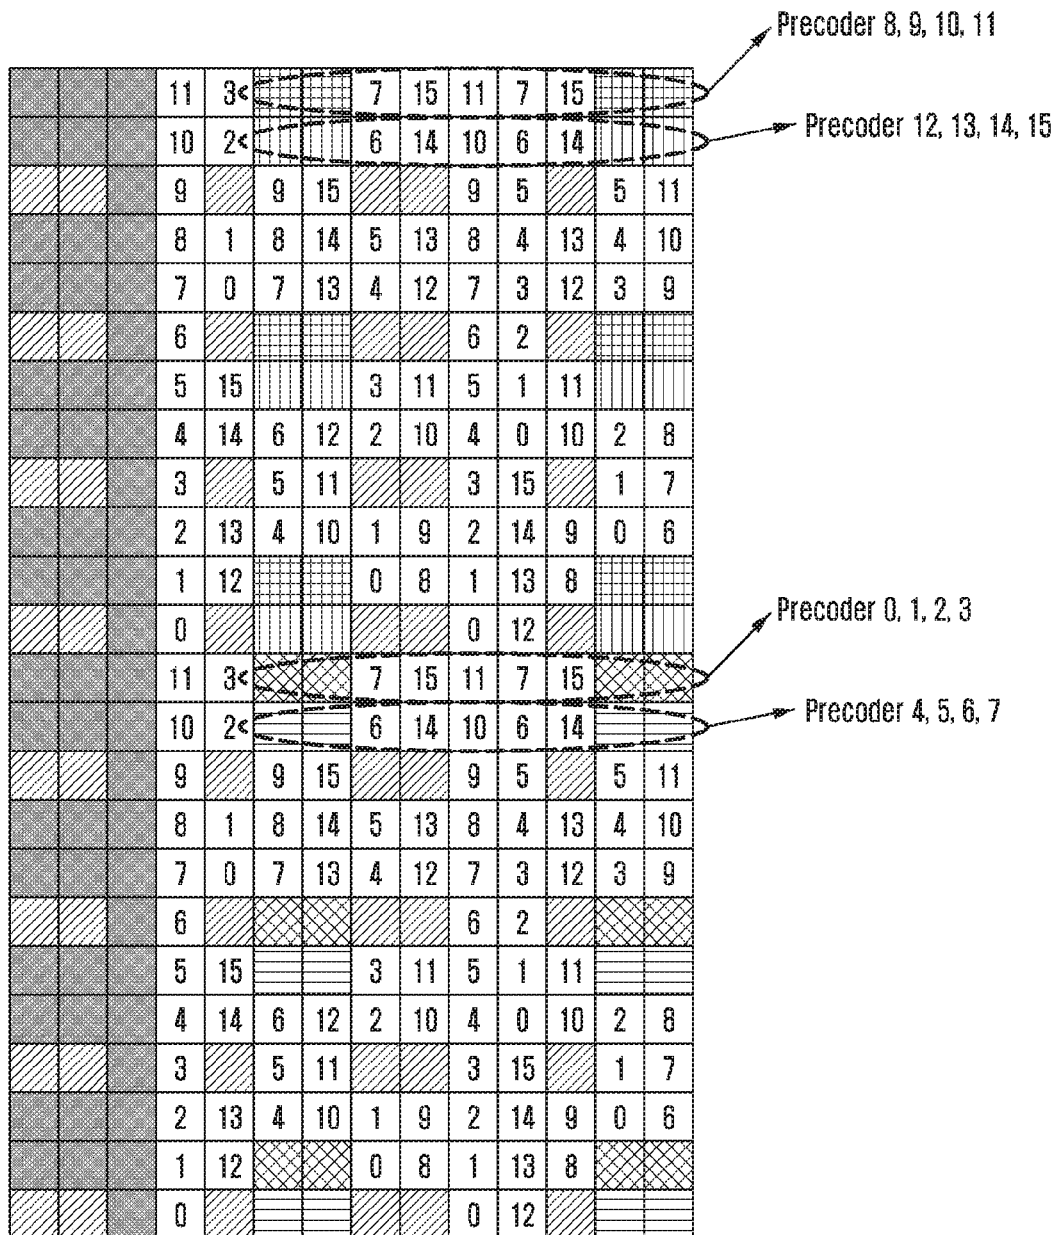 Precoder 8, 9, 10, 11
11 3 7 15 11 7 15
Precoder 12, 13, 14, 15
10 2 6 14 10 6 14
9 9 15 9 5 5 11
8 1 8 14 5 13 8 4 13 4 10
7 0 7 13 4 12 7 3 12 3 9
6 6 2
5 15 3 11 5 1 11
4 14 6 12 2 10 4 0 10 2 8
3 5 11 3 15 1 7
2 13 4 10 1 9 2 14 9 0 6
1 12 0 8 1 13 8
0 0 12
Precoder 0, 1, 2, 3
11 3 7 15 11 7 15
10 2 6 14 10 6 14
Precoder 4, 5, 6, 7
9 9 15 9 5 5 11
8 1 8 14 5 13 8 4 13 4 10
7 0 7 13 4 12 7 3 12 3 9
6 6 2
5 15 3 11 5 1 11
4 14 6 12 2 10 4 0 10 2 8
3 5 11 3 15 1 7
2 13 4 10 1 9 2 14 9 0 6
1 12 0 8 1 13 8
0 0 12